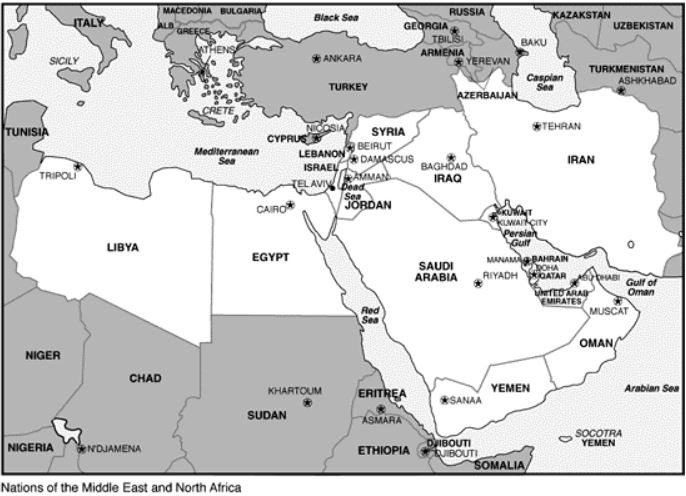 ITALY
MACEDONIA
BULGARIA
ALB
GREECE
ATHENS
SICILY
CRETE
Black Sea
RUSSIA
GEORGIA
TBILISI
ARMENIA
YEREVAN
AZERBAIJAN
BAKU
Caspian
Sea
KAZAKSTAN
UZBEKISTAN
TURKMENISTAN
ASHKHABAD
ANKARA
TURKEY
TUNISIA
Mediterranean
Sea
NICOSIA
CYPRUS
LEBANON
BEIRUT
SYRIA
DAMASCUS
ISRAEL
TEL AVIV
AMMAN
Dead
Sea
JORDAN
BAGHDAD
IRAQ
TEHRAN
IRAN
KUWAIT
KUWAIT-CITY
Persian
Gulf
TRIPOLI
LIBYA
CAIRO
EGYPT
SAUDI
ARABIA
RIYADH
MANAMA
BAHRAIN
DOHA
QATAR
ABU DHABI
UNITED ARAB
EMIRATES
Gulf of
Oman
MUSCAT
OMAN
Red
Sea
NIGER
CHAD
SUDAN
KHARTOUM
ERITREA
ASMARA
YEMEN
SANAA
Arabian Sea
SOCOTRA
YEMEN
NIGERIA
N'DJAMENA
ETHIOPIA
DJIBOUTI
DJIBOUTI
SOMALIA
Nations of the Middle East and North Africa